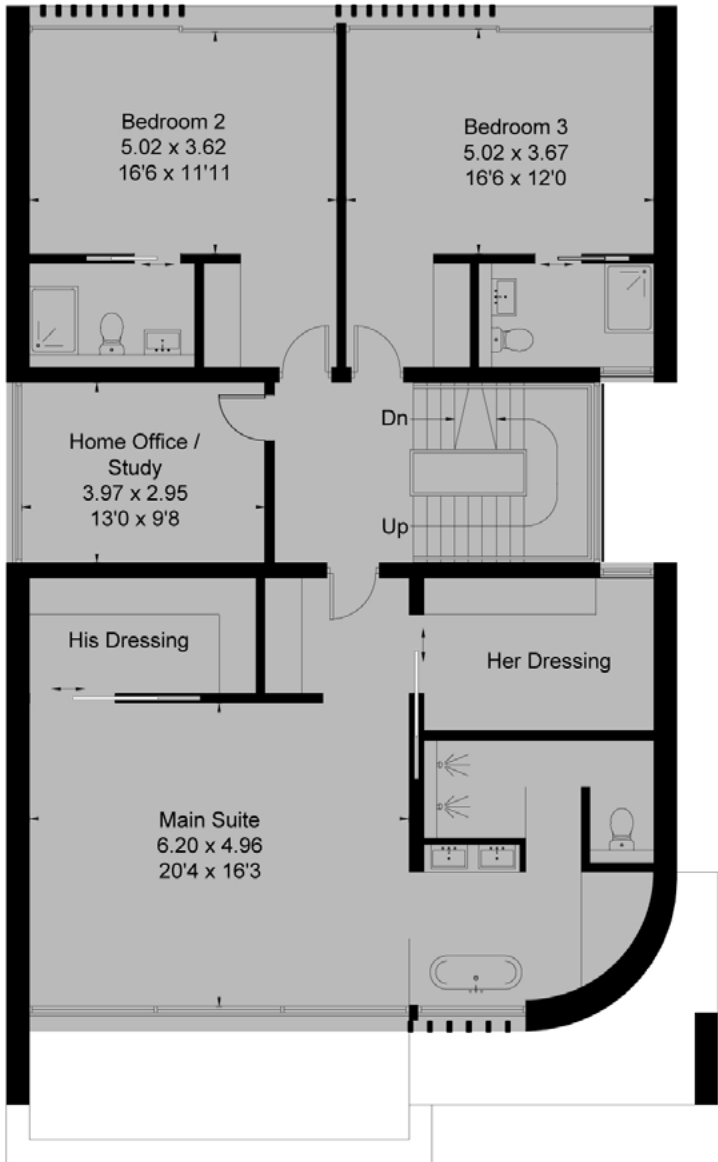 Bedroom 2
5.02 x 3.62
16'6 x 11'11
Bedroom 3
5.02 x 3.67
16'6 x 12'0
Home Office /
Study
3.97 x 2.95
13'0 x 9'8
Dn
Up
His Dressing
Her Dressing
Main Suite
6.20 x 4.96
20'4 x 16'3